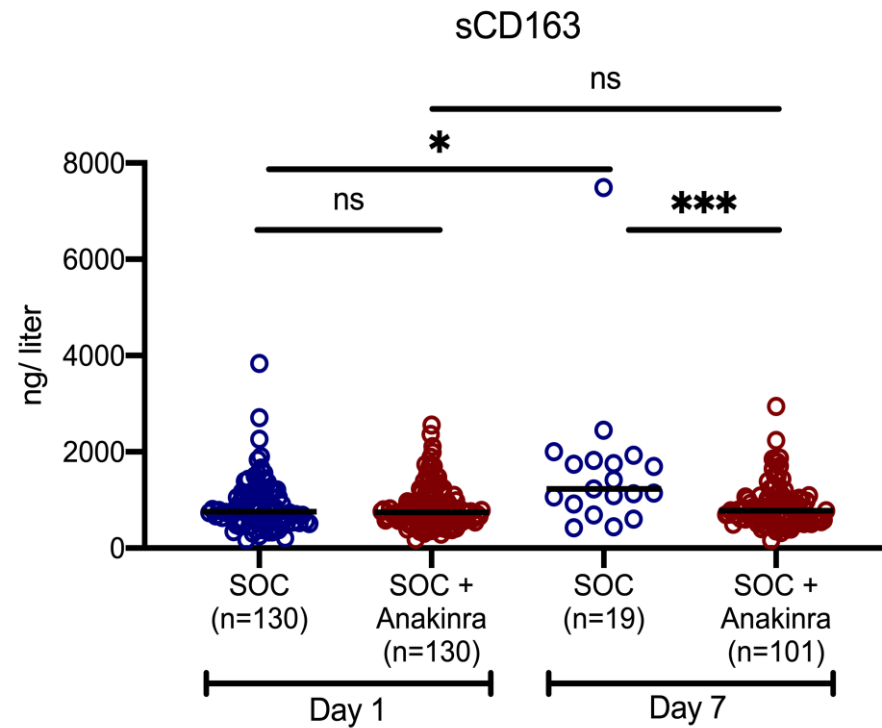 sCD163
ns
*
ns
***
ng/ liter
8000
6000
4000
2000
0
SOC
(n=130)
SOC +
Anakinra
(n=130)
SOC
(n=19)
SOC +
Anakinra
(n=101)
Day 1
Day 7